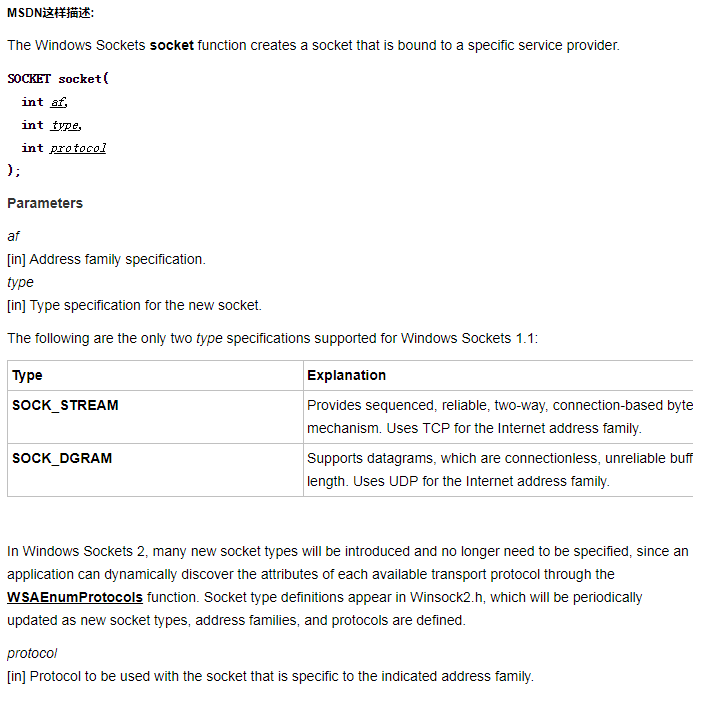 MSDN这样描述:
The Windows Sockets socket function creates a socket that is bound to a specific service provider.
SOCKET socket(
int af,
int type,
int protocol
);
Parameters
af
[in] Address family specification.
type
[in] Type specification for the new socket.
The following are the only two type specifications supported for Windows Sockets 1.1:
Type Explanation
SOCK_STREAM Provides sequenced, reliable, two-way, connection-based byte
mechanism. Uses TCP for the Internet address family.
SOCK_DGRAM Supports datagrams, which are connectionless, unreliable buff
length. Uses UDP for the Internet address family.
In Windows Sockets 2, many new socket types will be introduced and no longer need to be specified, since an
application can dynamically discover the attributes of each available transport protocol through the
WSAEnumProtocols function. Socket type definitions appear in Winsock2.h, which will be periodically
updated as new socket types, address families, and protocols are defined.
protocol
[in] Protocol to be used with the socket that is specific to the indicated address family.